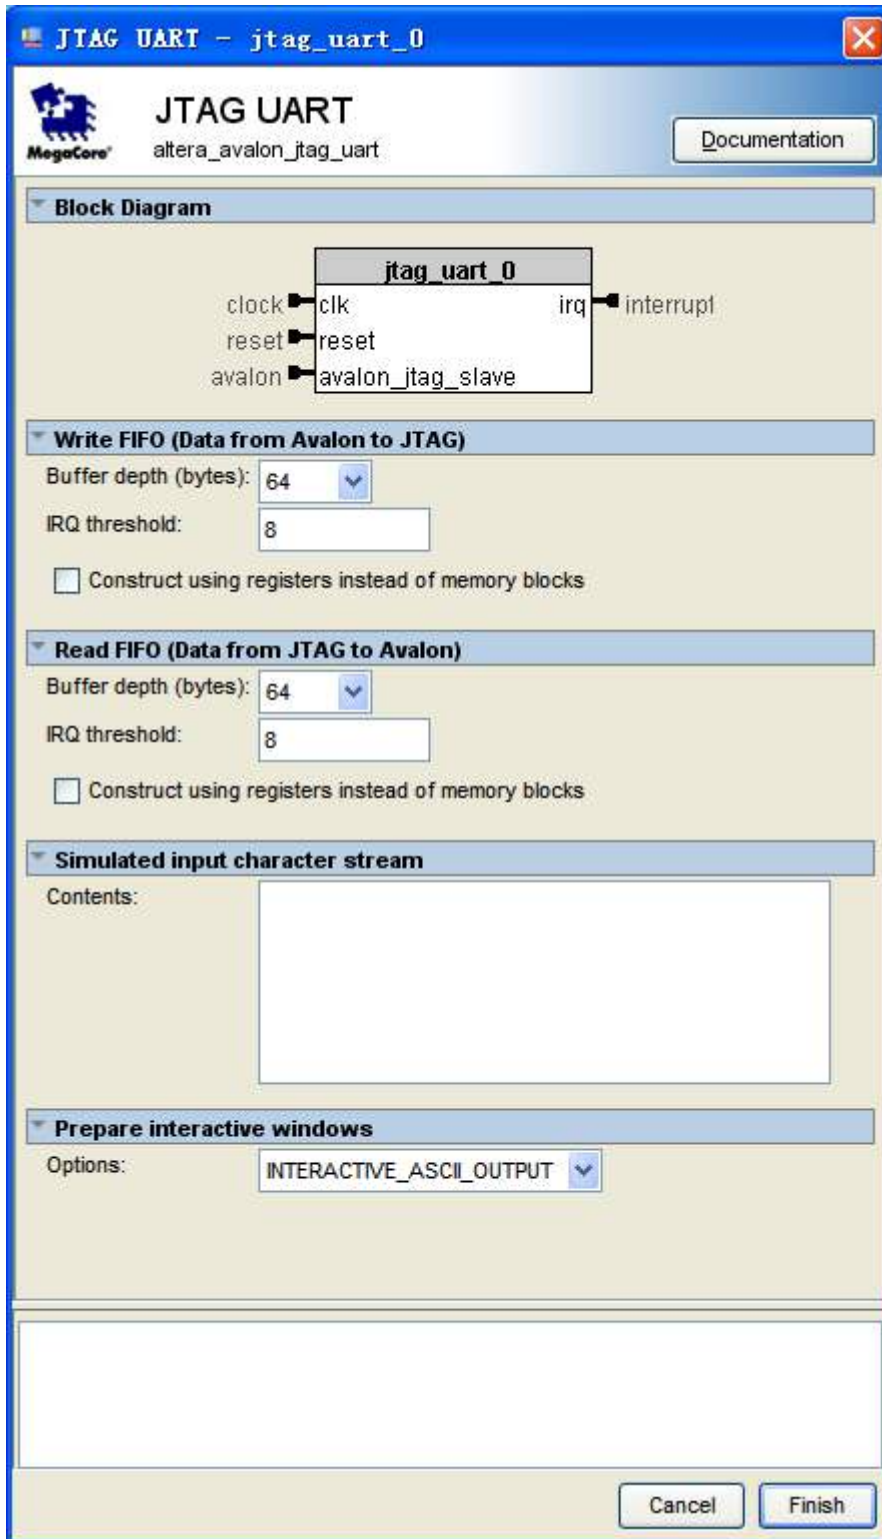 JTAG UART - jtag_uart_0
JTAG UART
MegaCore®
altera_avalon_jtag_uart
Documentation
Block Diagram
jtag_uart_0
clock clk irq interrupt
reset reset
avalon avalon_jtag_slave
Write FIFO (Data from Avalon to JTAG)
Buffer depth (bytes): 64
IRQ threshold: 8
Construct using registers instead of memory blocks
Read FIFO (Data from JTAG to Avalon)
Buffer depth (bytes): 64
IRQ threshold: 8
Construct using registers instead of memory blocks
Simulated input character stream
Contents:
Prepare interactive windows
Options: INTERACTIVE_ASCII_OUTPUT
Cancel Finish